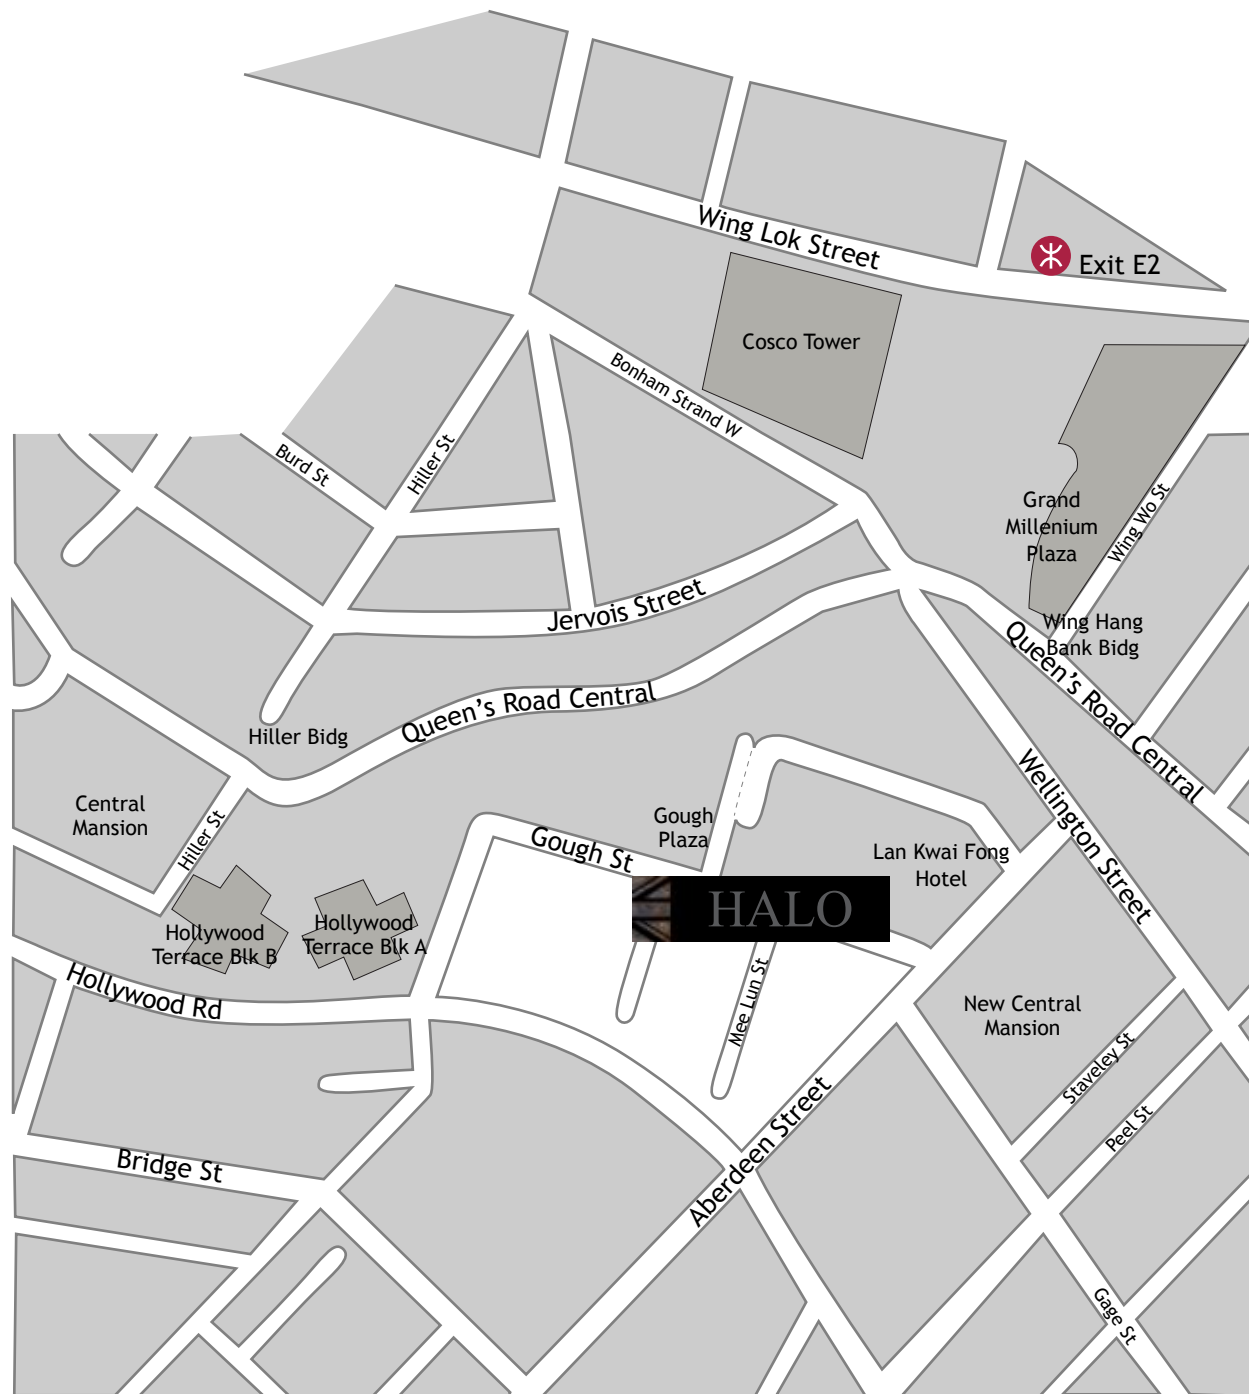 Wing Lok Street
Exit E2
Cosco Tower
Bonham Strand W
Burd St
Hiller St
Grand
Millenium
Plaza
Wing Wo St
Jervois Street
Wing Hang
Bank Bidg
Queen's Road Central
Queen's Road Central
Hiller Bidg
Wellington Street
Central
Mansion
Hiller St
Gough
Plaza
Gough St
Lan Kwai Fong
Hotel
HALO
Hollywood
Terrace Blk B
Hollywood
Terrace Blk A
Hollywood Rd
Mee Lun St
New Central
Mansion
Staveley St
Peel St
Aberdeen Street
Bridge St
Gage St